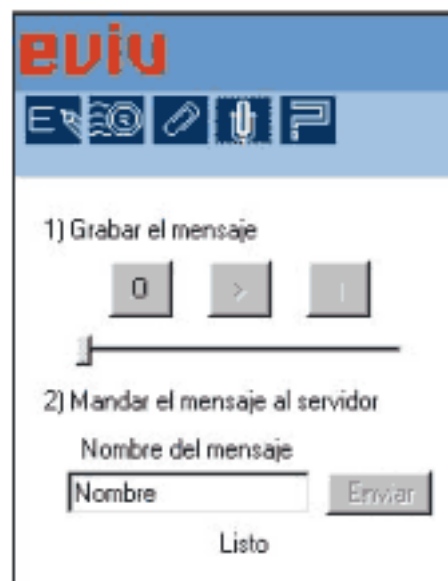 eviu
1) Grabar el mensaje
0 > |
2) Mandar el mensaje al servidor
Nombre del mensaje
Nombre Enviar
Listo